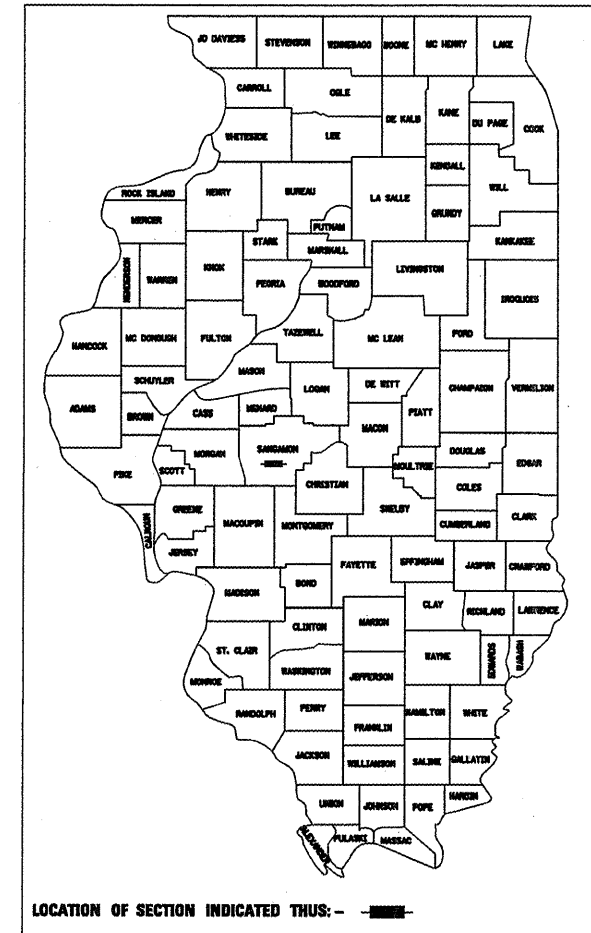 JO DAVIESS STEVENSON WINNEBAGO BOONE MC HENRY LAKE
CARROLL OGLE DE KALB KANE DU PAGE COOK
WHITESIDE LEE
KENDALL WILL
ROCK ISLAND HENRY BUREAU LA SALLE GRUNDY
MERCER PUTNAM
STARK MARSHALL KANKAKEE
HENDERSON WARREN KNOX PEORIA WOODFORD LIVINGSTON IROQUOIS
HANCOCK MC DONOUGH FULTON TAZEWELL MC LEAN FORD
SCHUYLER MASON LOGAN DE WITT CHAMPAIGN VERMILION
ADAMS BROWN CASS MENARD MACON PIATT
PIKE SCOTT MORGAN SANGAMON CHRISTIAN MOULTRIE DOUGLAS EDGAR
COLES
CALHOUN GREENE MACOUPIN MONTGOMERY SHELBY CUMBERLAND CLARK
JERSEY
MADISON BOND FAYETTE EFFINGHAM JASPER CRAWFORD
CLINTON MARION CLAY RICHLAND LAWRENCE
ST. CLAIR WASHINGTON JEFFERSON WAYNE EDWARDS WABASH
MONROE
RANDOLPH PERRY FRANKLIN HAMILTON WHITE
JACKSON WILLIAMSON SALINE GALLATIN
UNION JOHNSON POPE HARDIN
ALEXANDER PULASKI MASSAC
LOCATION OF SECTION INDICATED THUS:-